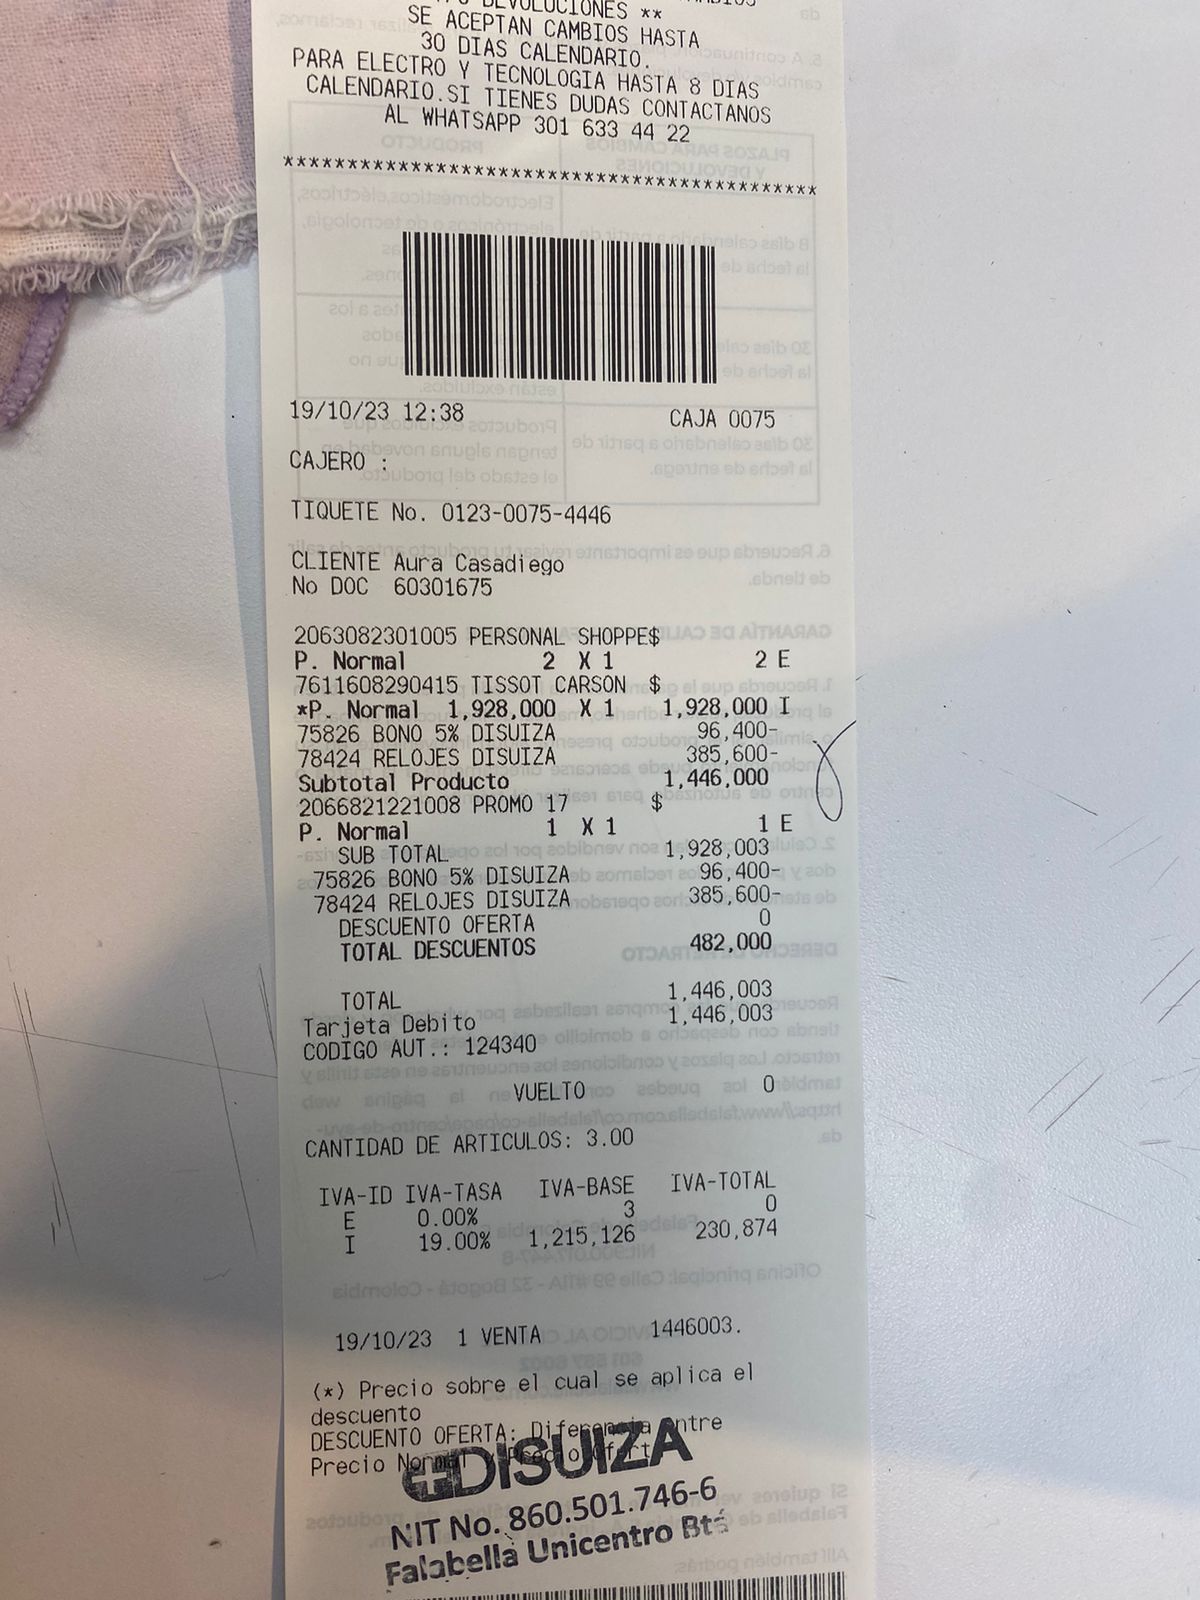 DEVOLUCIONES **
SE ACEPTAN CAMBIOS HASTA
30 DIAS CALENDARIO.
PARA ELECTRO Y TECNOLOGIA HASTA 8 DIAS
CALENDARIO.SI TIENES DUDAS CONTACTANOS
AL WHATSAPP 301 633 44 22
*******************************************
19/10/23 12:38 CAJA 0075
CAJERO :
TIQUETE No. 0123-0075-4446
CLIENTE Aura Casadiego
No DOC 60301675
2063082301005 PERSONAL SHOPPE$
P. Normal 2 X 1 2 E
7611608290415 TISSOT CARSON $
*P. Normal 1,928,000 X 1 1,928,000 I
75826 BONO 5% DISUIZA 96,400-
78424 RELOJES DISUIZA 385,600-
Subtotal Producto 1,446,000
2066821221008 PROMO 17 $
P. Normal 1 X 1 1 E
SUB TOTAL 1,928,003
75826 BONO 5% DISUIZA 96,400-
78424 RELOJES DISUIZA 385,600-
DESCUENTO OFERTA 0
TOTAL DESCUENTOS 482,000
TOTAL 1,446,003
Tarjeta Debito 1,446,003
CODIGO AUT.: 124340
VUELTO 0
CANTIDAD DE ARTICULOS: 3.00
IVA-ID IVA-TASA IVA-BASE IVA-TOTAL
E 0.00% 3 0
I 19.00% 1,215,126 230,874
19/10/23 1 VENTA 1446003.
(*) Precio sobre el cual se aplica el
descuento
DESCUENTO OFERTA: Diferencia entre
Precio Normal
DISUIZA
NIT No. 860.501.746-6
Falabella Unicentro Btá